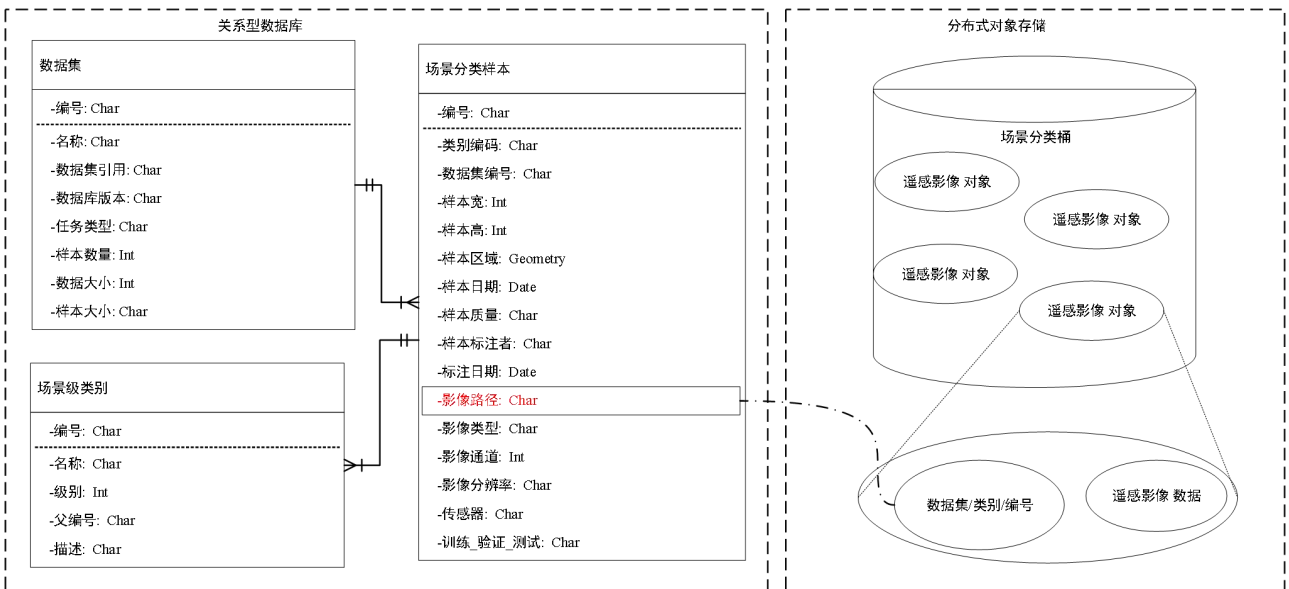 关系型数据库
数据集
-编号: Char
-名称: Char
-数据集引用: Char
-数据库版本: Char
-任务类型: Char
-样本数量: Int
-数据大小: Int
-样本大小: Char
场景级类别
-编号: Char
-名称: Char
-级别: Int
-父编号: Char
-描述: Char
场景分类样本
-编号: Char
-类别编码: Char
-数据集编号: Char
-样本宽: Int
-样本高: Int
-样本区域: Geometry
-样本日期: Date
-样本质量: Char
-样本标注者: Char
-标注日期: Date
-影像路径: Char
-影像类型: Char
-影像通道: Int
-影像分辨率: Char
-传感器: Char
-训练_验证_测试: Char
分布式对象存储
场景分类桶
遥感影像 对象
遥感影像 对象
遥感影像 对象
遥感影像 对象
数据集/类别/编号
遥感影像 数据